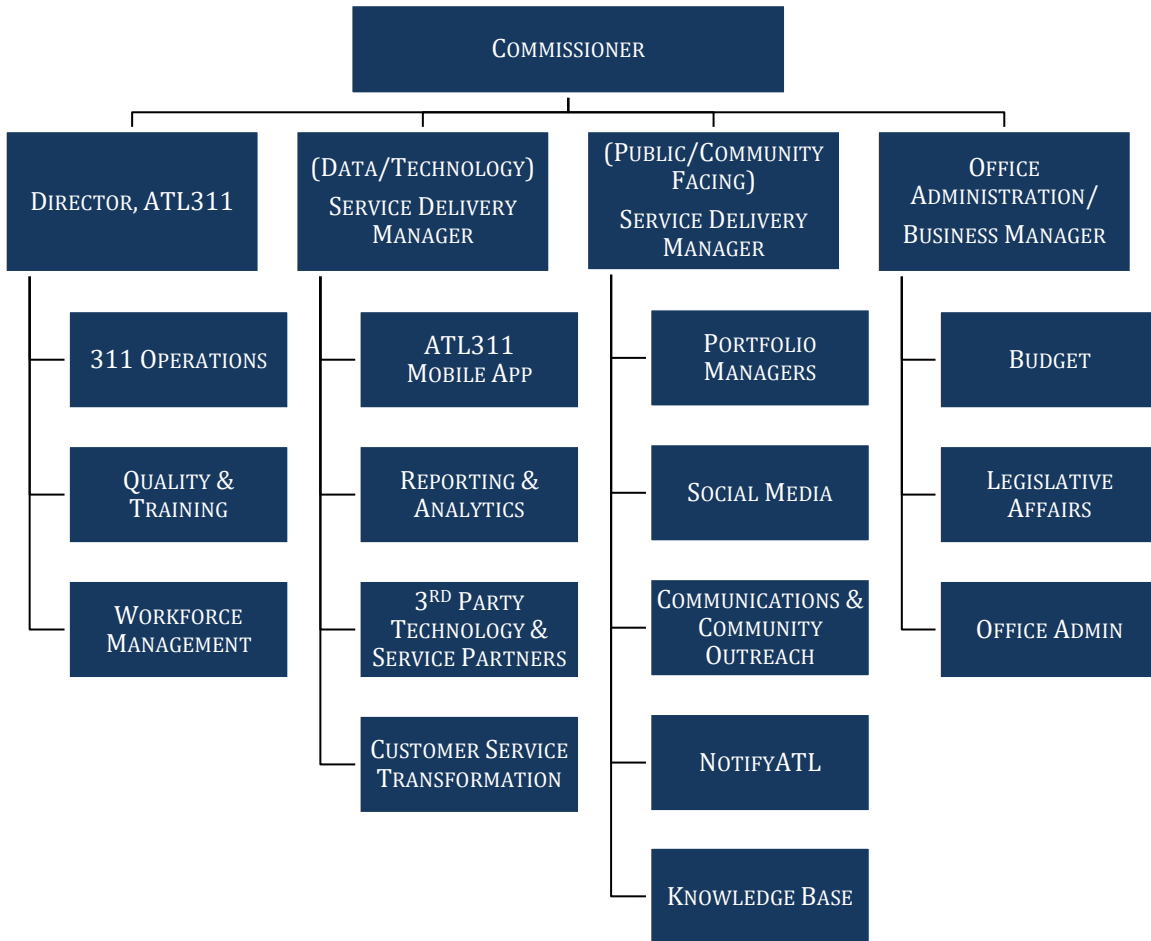 COMMISSIONER
DIRECTOR, ATL311
(DATA/TECHNOLOGY)
SERVICE DELIVERY
MANAGER
(PUBLIC/COMMUNITY
FACING)
SERVICE DELIVERY
MANAGER
OFFICE
ADMINISTRATION/
BUSINESS MANAGER
311 OPERATIONS
QUALITY &
TRAINING
WORKFORCE
MANAGEMENT
ATL311
MOBILE APP
REPORTING &
ANALYTICS
3RD PARTY
TECHNOLOGY &
SERVICE PARTNERS
CUSTOMER SERVICE
TRANSFORMATION
PORTFOLIO
MANAGERS
SOCIAL MEDIA
COMMUNICATIONS &
COMMUNITY
OUTREACH
NOTIFYATL
KNOWLEDGE BASE
BUDGET
LEGISLATIVE
AFFAIRS
OFFICE ADMIN